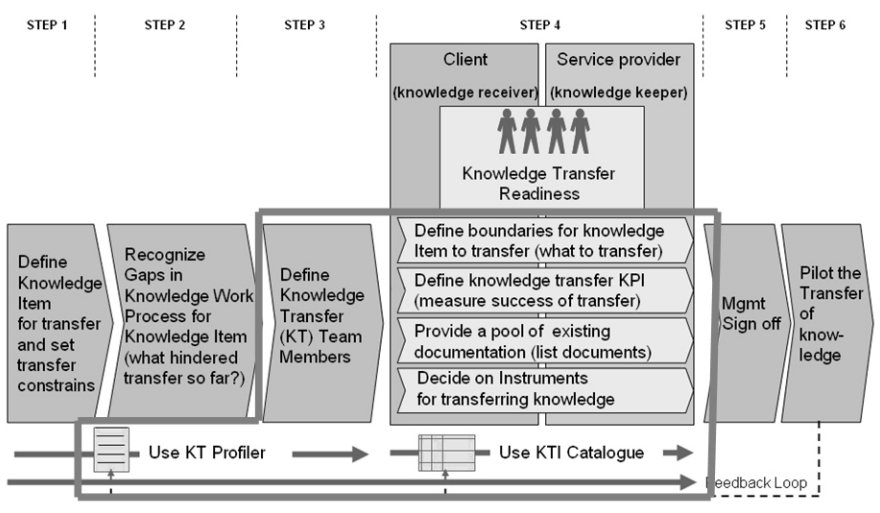 STEP 1
STEP 2
STEP 3
STEP 4
STEP 5
STEP 6
Client
(knowledge receiver)
Service provider
(knowledge keeper)
Knowledge Transfer
Readiness
Define
Knowledge
Item
for transfer
and set
transfer
constrains
Recognize
Gaps in
Knowledge Work
Process for
Knowledge Item
(what hindered
transfer so far?)
Define
Knowledge
Transfer
(KT) Team
Members
Define boundaries for knowledge
Item to transfer (what to transfer)
Define knowledge transfer KPI
(measure success of transfer)
Provide a pool of existing
documentation (list documents)
Decide on Instruments
for transferring knowledge
Mgmt
Sign off
Pilot the
Transfer
of
know-
ledge
Use KT Profiler
Use KTI Catalogue
Feedback Loop